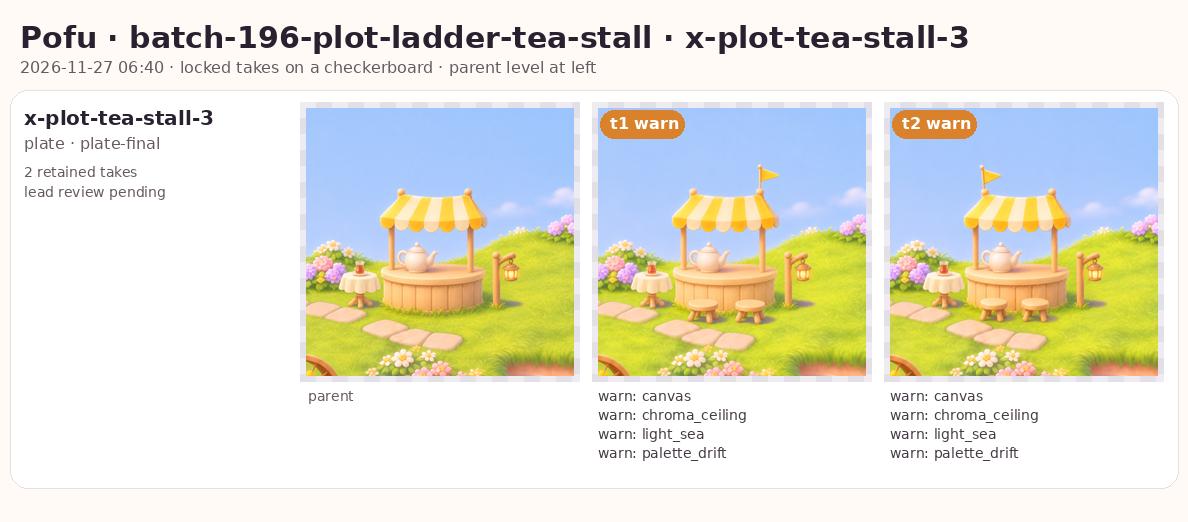 Pofu · batch-196-plot-ladder-tea-stall · x-plot-tea-stall-3
2026-11-27 06:40 · locked takes on a checkerboard · parent level at left
x-plot-tea-stall-3
plate · plate-final
2 retained takes
lead review pending
parent
t1 warn
warn: canvas
warn: chroma_ceiling
warn: light_sea
warn: palette_drift
t2 warn
warn: canvas
warn: chroma_ceiling
warn: light_sea
warn: palette_drift